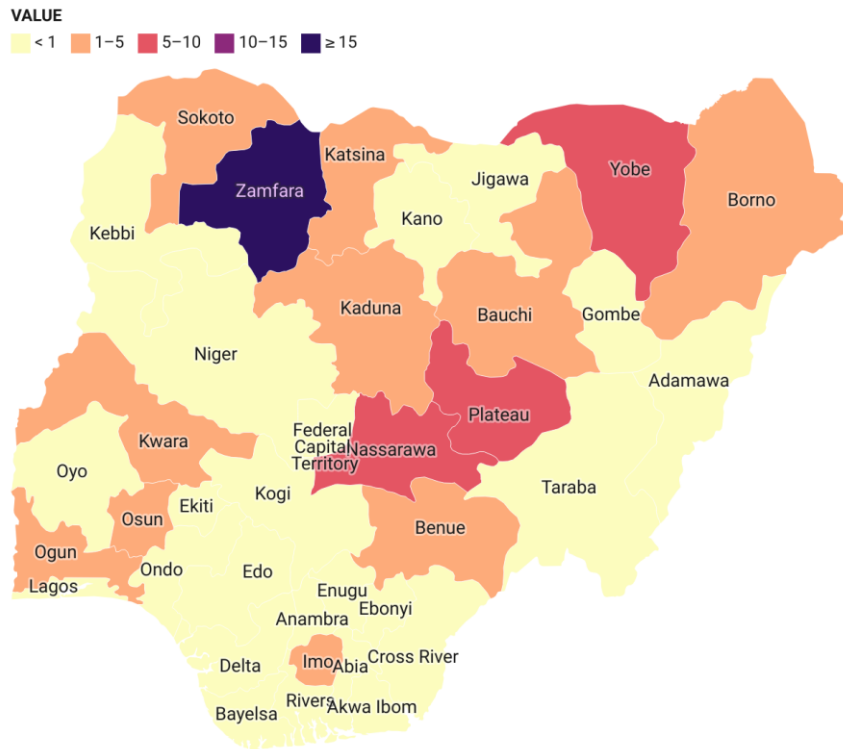 VALUE
< 1 1–5 5–10 10–15 ≥ 15
Sokoto
Katsina
Zamfara
Jigawa
Yobe
Borno
Kano
Kebbi
Kaduna
Bauchi
Gombe
Niger
Adamawa
Plateau
Federal
Capital
Territory
Nassarawa
Kwara
Oyo
Kogi
Taraba
Ekiti
Osun
Benue
Ogun
Ondo
Edo
Lagos
Enugu
Ebonyi
Anambra
Delta
Imo
Abia
Cross River
Bayelsa
Rivers
Akwa Ibom